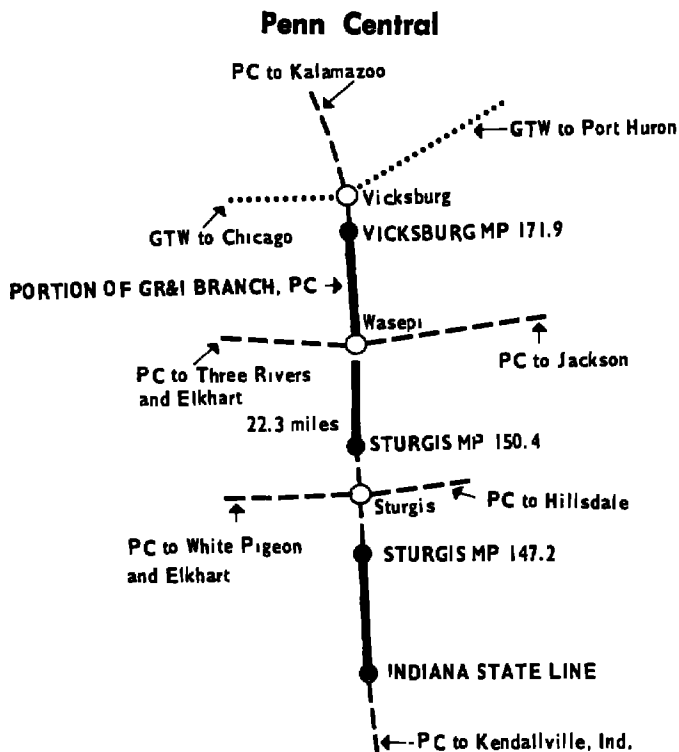 Penn Central
PC to Kalamazoo
GTW to Port Huron
Vicksburg
GTW to Chicago
VICKSBURG MP 171.9
PORTION OF GR&I BRANCH, PC
Wasepi
PC to Three Rivers
and Elkhart
PC to Jackson
22.3 miles
STURGIS MP 150.4
Sturgis
PC to Hillsdale
PC to White Pigeon
and Elkhart
STURGIS MP 147.2
INDIANA STATE LINE
PC to Kendallville, Ind.